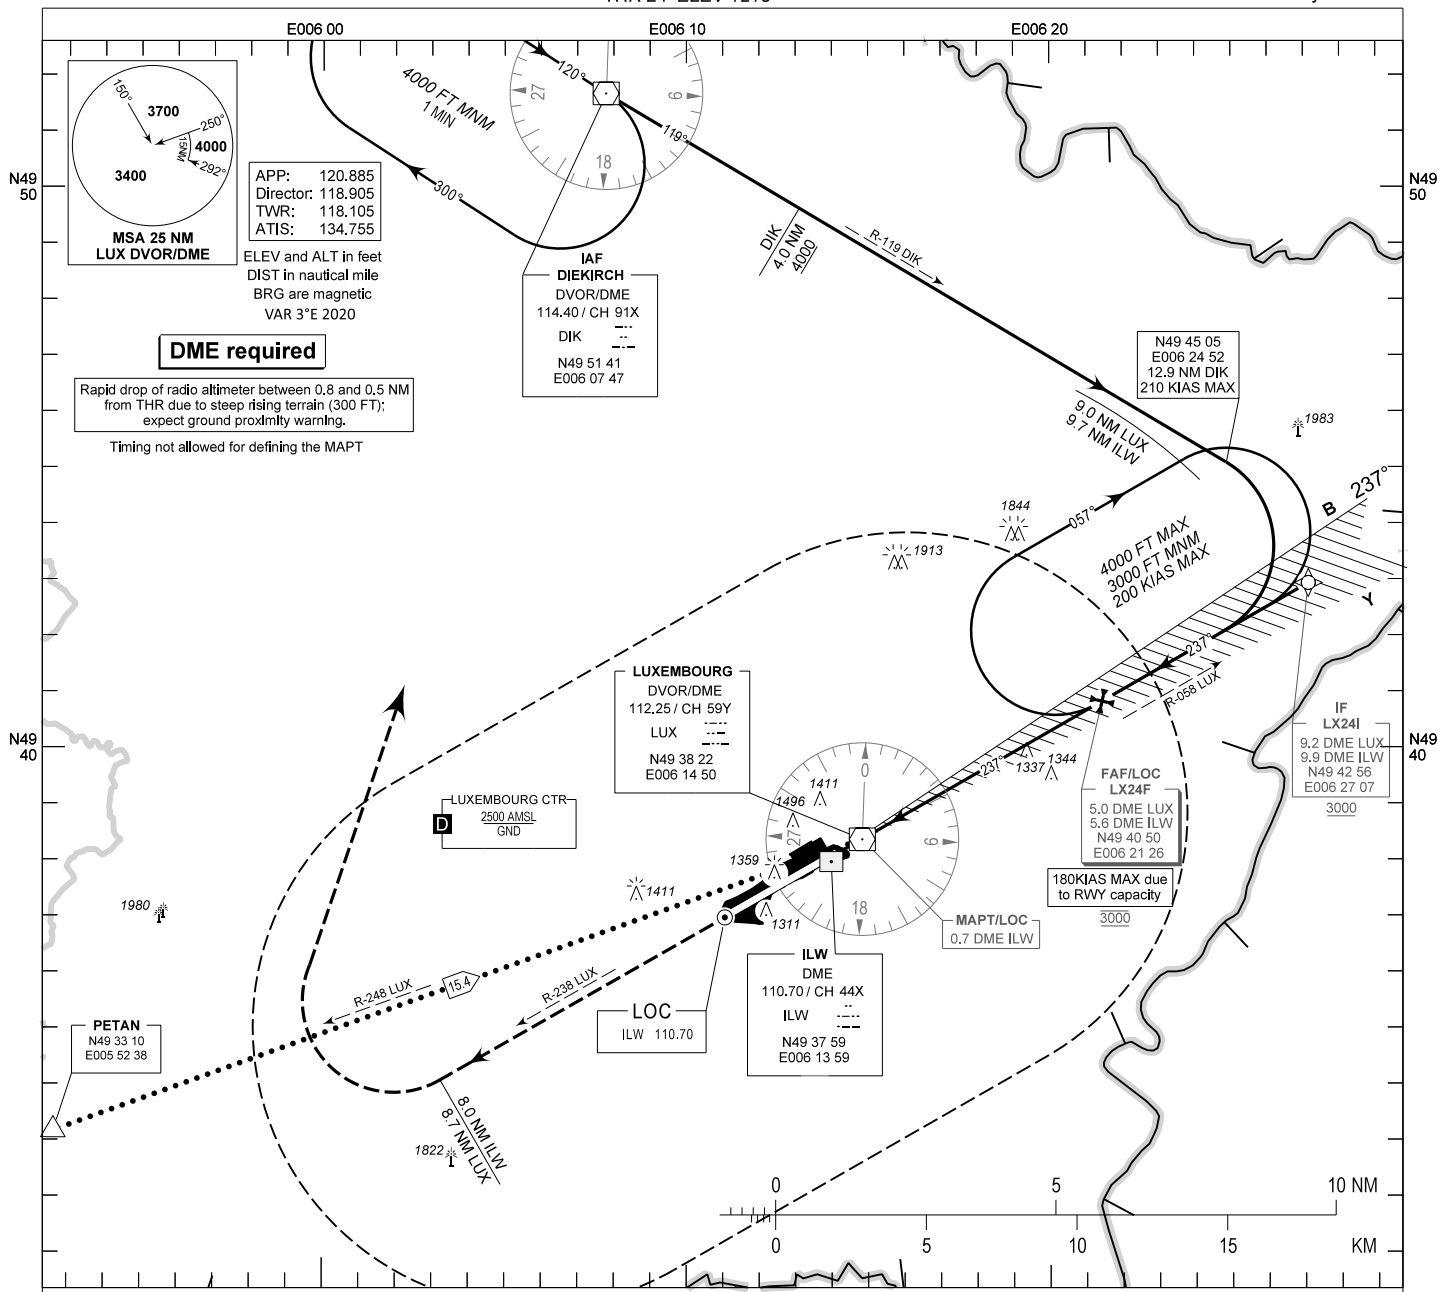 THR 24 ELEV 1218
E006 00
E006 10
E006 20
N49
50
N49
50
N49
40
N49
40
150°
3700
250°
15NM
4000
292°
3400
MSA 25 NM
LUX DVOR/DME
APP: 120.885
Director: 118.905
TWR: 118.105
ATIS: 134.755
ELEV and ALT in feet
DIST in nautical mile
BRG are magnetic
VAR 3°E 2020
DME required
Rapid drop of radio altimeter between 0.8 and 0.5 NM
from THR due to steep rising terrain (300 FT);
expect ground proximity warning.
Timing not allowed for defining the MAPT
4000 FT MNM
1 MIN
120°
300°
27
9
18
119°
DIK
4.0 NM
4000
R-119 DIK
IAF
DIEKIRCH
DVOR/DME
114.40 / CH 91X
DIK
N49 51 41
E006 07 47
N49 45 05
E006 24 52
12.9 NM DIK
210 KIAS MAX
9.0 NM LUX
9.7 NM ILW
1983
B
237°
Y
1844
1913
057°
4000 FT MAX
3000 FT MNM
200 KIAS MAX
237°
R-058 LUX
IF
LX24I
9.2 DME LUX
9.9 DME ILW
N49 42 56
E006 27 07
3000
FAF/LOC
LX24F
5.0 DME LUX
5.6 DME ILW
N49 40 50
E006 21 26
180KIAS MAX due
to RWY capacity
3000
237°
1337
1344
LUXEMBOURG
DVOR/DME
112.25 / CH 59Y
LUX
N49 38 22
E006 14 50
0
27
9
18
1411
1496
1359
1311
1411
LUXEMBOURG CTR
D
2500 AMSL
GND
1980
MAPT/LOC
0.7 DME ILW
ILW
DME
110.70 / CH 44X
ILW
N49 37 59
E006 13 59
LOC
ILW 110.70
R-248 LUX
15.4
R-238 LUX
PETAN
N49 33 10
E005 52 38
8.0 NM ILW
8.7 NM LUX
1822
0
5
10 NM
0
5
10
15
KM